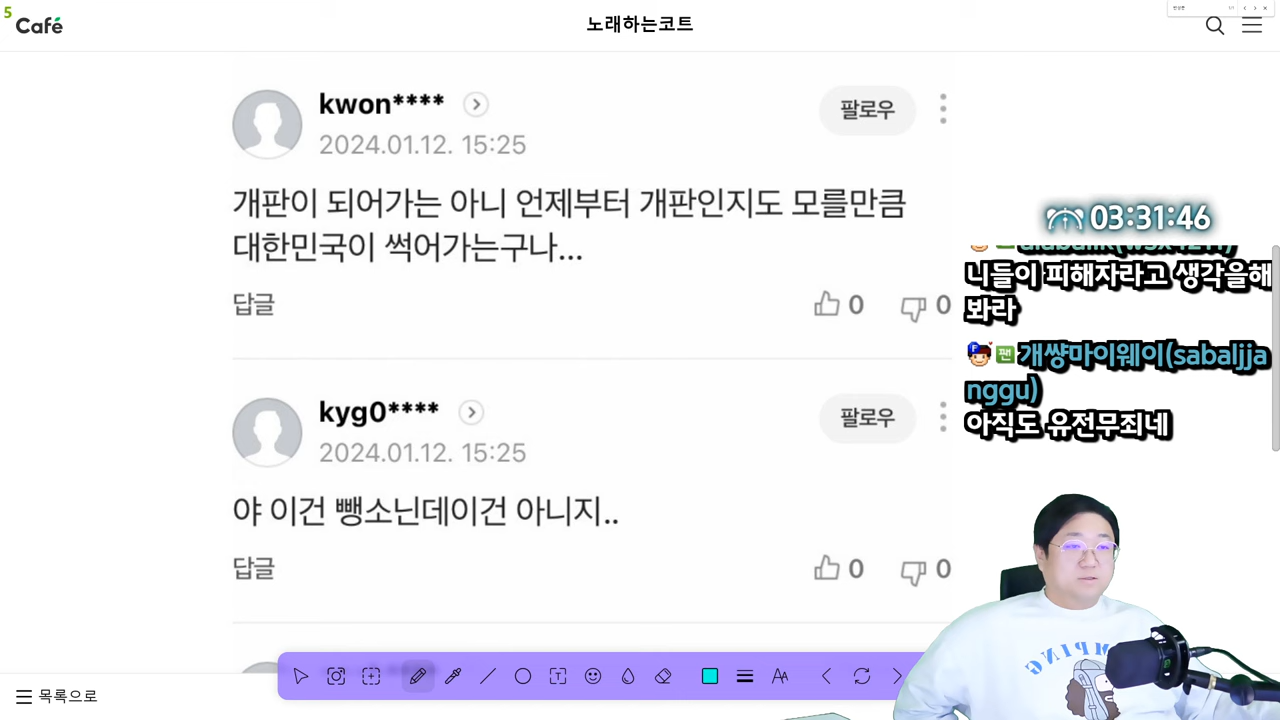 5
Café
노래하는코트
1/1
kwon****
팔로우
2024.01.12. 15:25
개판이 되어가는 아니 언제부터 개판인지도 모를만큼
대한민국이 썩어가는구나...
답글
0
0
kyg0****
팔로우
2024.01.12. 15:25
야 이건 뺑소닌데이건 아니지..
답글
0
0
목록으로
03:31:46
니들이 피해자라고 생각을해
봐라
F 팬 개썅마이웨이(sabaljja
nggu)
아직도 유전무죄네